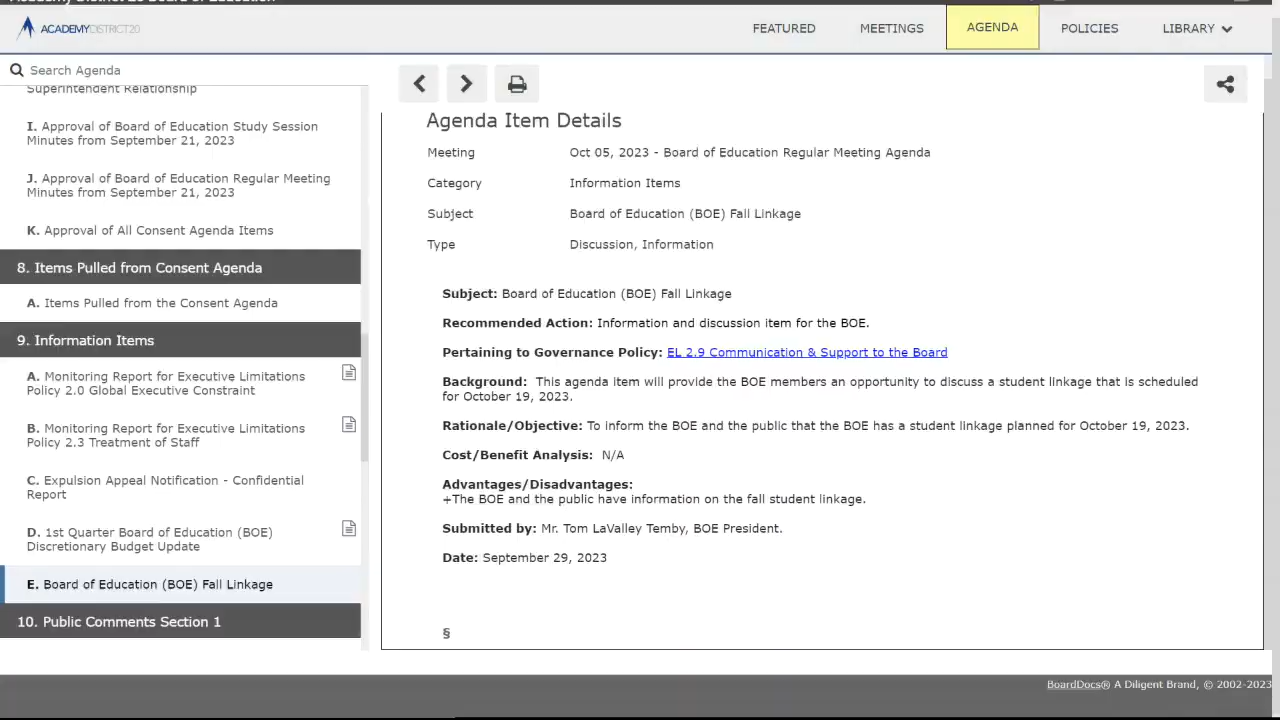 Academy District 20 Board of Education
ACADEMYDISTRICT20
FEATURED
MEETINGS
AGENDA
POLICIES
LIBRARY
Search Agenda
Superintendent Relationship
I. Approval of Board of Education Study Session
Minutes from September 21, 2023
J. Approval of Board of Education Regular Meeting
Minutes from September 21, 2023
K. Approval of All Consent Agenda Items
8. Items Pulled from Consent Agenda
A. Items Pulled from the Consent Agenda
9. Information Items
A. Monitoring Report for Executive Limitations
Policy 2.0 Global Executive Constraint
B. Monitoring Report for Executive Limitations
Policy 2.3 Treatment of Staff
C. Expulsion Appeal Notification - Confidential
Report
D. 1st Quarter Board of Education (BOE)
Discretionary Budget Update
E. Board of Education (BOE) Fall Linkage
10. Public Comments Section 1
Agenda Item Details
Meeting Oct 05, 2023 - Board of Education Regular Meeting Agenda
Category Information Items
Subject Board of Education (BOE) Fall Linkage
Type Discussion, Information
Subject: Board of Education (BOE) Fall Linkage
Recommended Action: Information and discussion item for the BOE.
Pertaining to Governance Policy: EL 2.9 Communication & Support to the Board
Background: This agenda item will provide the BOE members an opportunity to discuss a student linkage that is scheduled
for October 19, 2023.
Rationale/Objective: To inform the BOE and the public that the BOE has a student linkage planned for October 19, 2023.
Cost/Benefit Analysis: N/A
Advantages/Disadvantages:
+The BOE and the public have information on the fall student linkage.
Submitted by: Mr. Tom LaValley Temby, BOE President.
Date: September 29, 2023
§
BoardDocs® A Diligent Brand, © 2002-2023